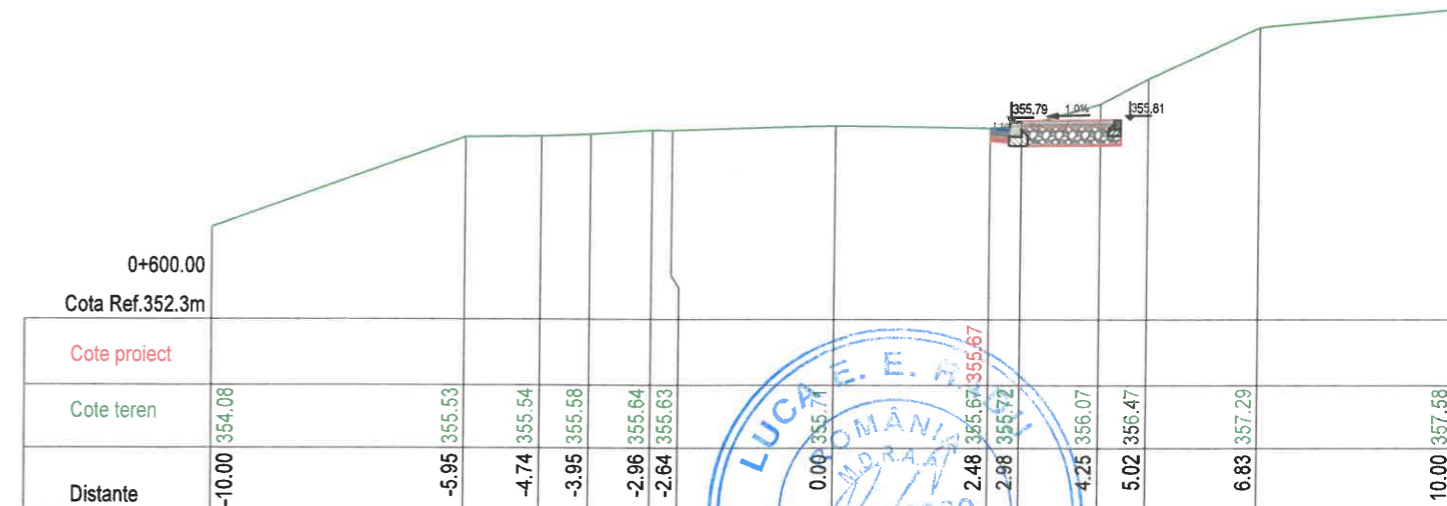 355.79
1.0%
355.81
0+600.00
Cota Ref.352.3m
Cote proiect
355.67
Cote teren
354.08 355.53 355.54 355.58 355.64 355.63 355.71 355.67 355.72 356.07 356.47 357.29 357.58
Distante
-10.00 -5.95 -4.74 -3.95 -2.96 -2.64 0.00 2.48 2.98 4.25 5.02 6.83 10.00
LUCA E. E.
ROMÂNIA
M.D.R.A.A.